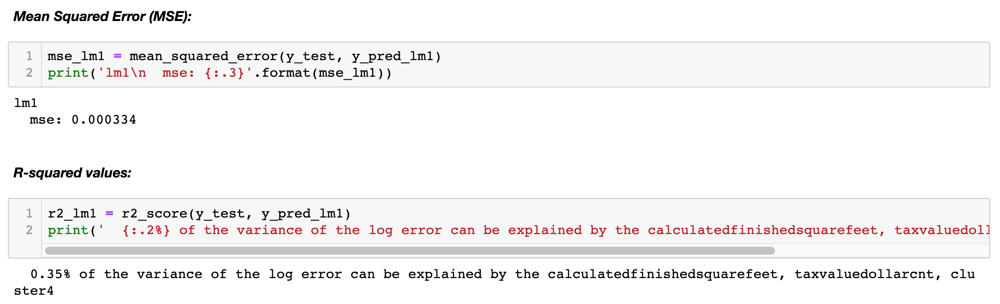 Mean Squared Error (MSE):
1 mse_lm1 = mean_squared_error(y_test, y_pred_lm1)
2 print('lm1\n  mse: {:.3}'.format(mse_lm1))
lm1
  mse: 0.000334
R-squared values:
1 r2_lm1 = r2_score(y_test, y_pred_lm1)
2 print('  {:.2%} of the variance of the log error can be explained by the calculatedfinishedsquarefeet, taxvaluedoll
  0.35% of the variance of the log error can be explained by the calculatedfinishedsquarefeet, taxvaluedollarcnt, clu
ster4